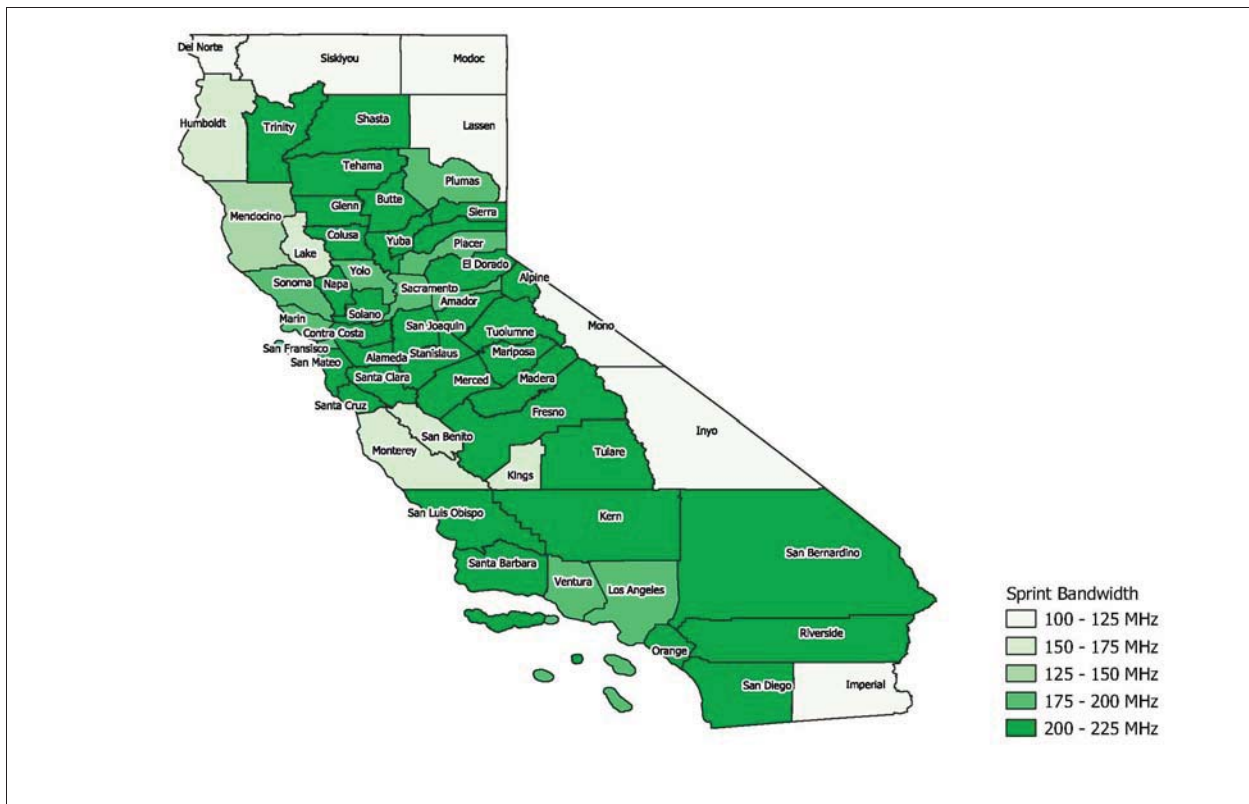 Del Norte
Siskiyou
Modoc
Humboldt
Trinity
Shasta
Lassen
Tehama
Plumas
Glenn
Butte
Sierra
Mendocino
Colusa
Yuba
Placer
Lake
Yolo
El Dorado
Sonoma
Napa
Sacramento
Alpine
Amador
Solano
Marin
Contra Costa
San Joaquin
Tuolumne
Mono
San Fransisco
San Mateo
Alameda
Stanislaus
Mariposa
Santa Clara
Merced
Madera
Santa Cruz
Fresno
San Benito
Inyo
Monterey
Kings
Tulare
San Luis Obispo
Kern
San Bernardino
Santa Barbara
Ventura
Los Angeles
Riverside
Orange
San Diego
Imperial
Sprint Bandwidth
100 - 125 MHz
150 - 175 MHz
125 - 150 MHz
175 - 200 MHz
200 - 225 MHz